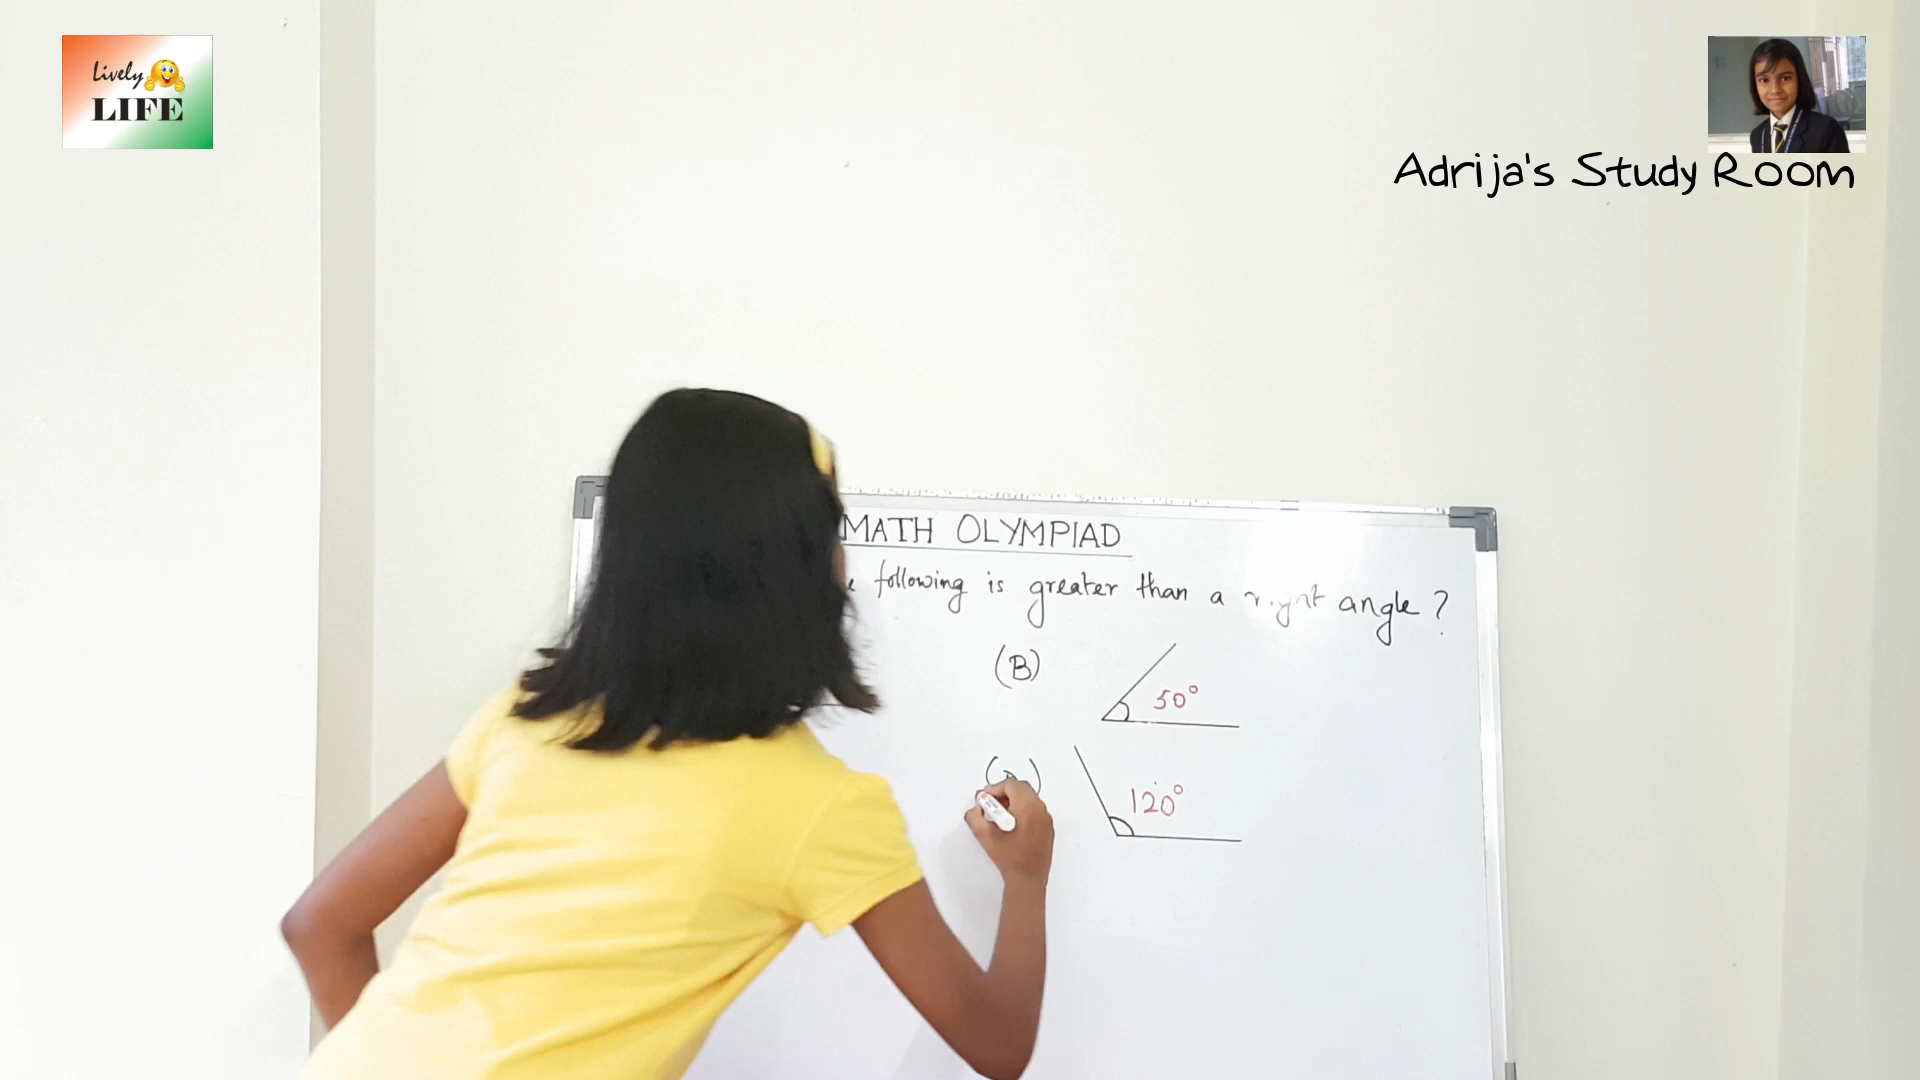 Lively
LIFE
Adrija's Study Room
MATH OLYMPIAD
following is greater than a right angle?
(B)
50°
120°